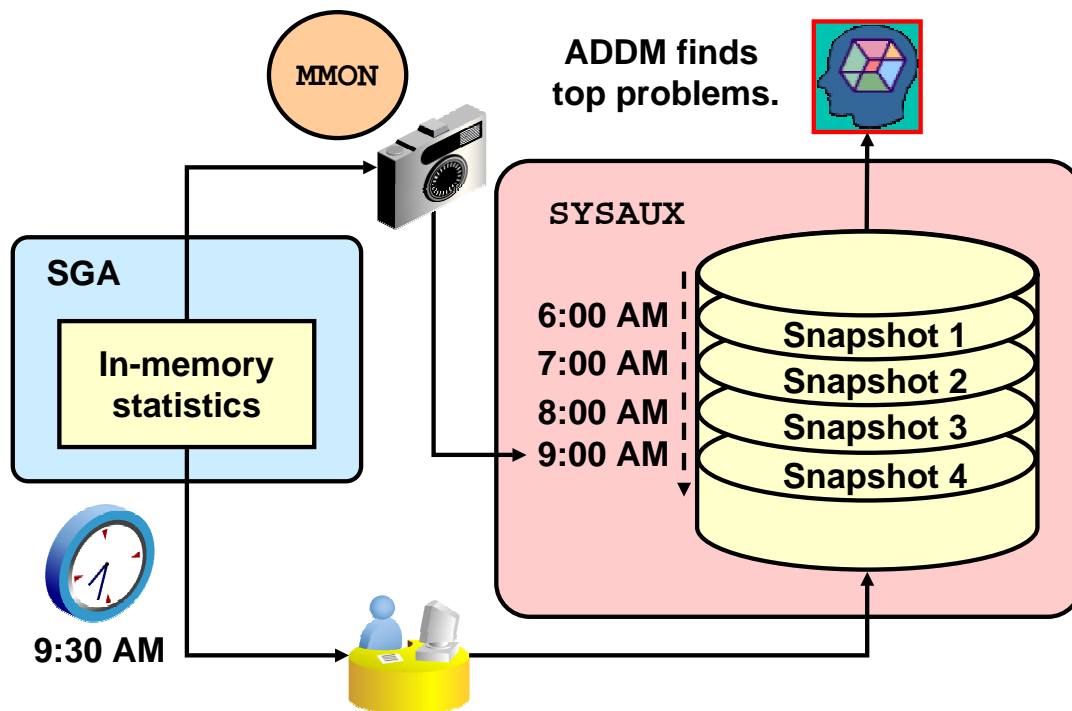 MMON
ADDM finds
top problems.
SYSAUX
SGA
In-memory
statistics
6:00 AM
7:00 AM
8:00 AM
9:00 AM
Snapshot 1
Snapshot 2
Snapshot 3
Snapshot 4
9:30 AM